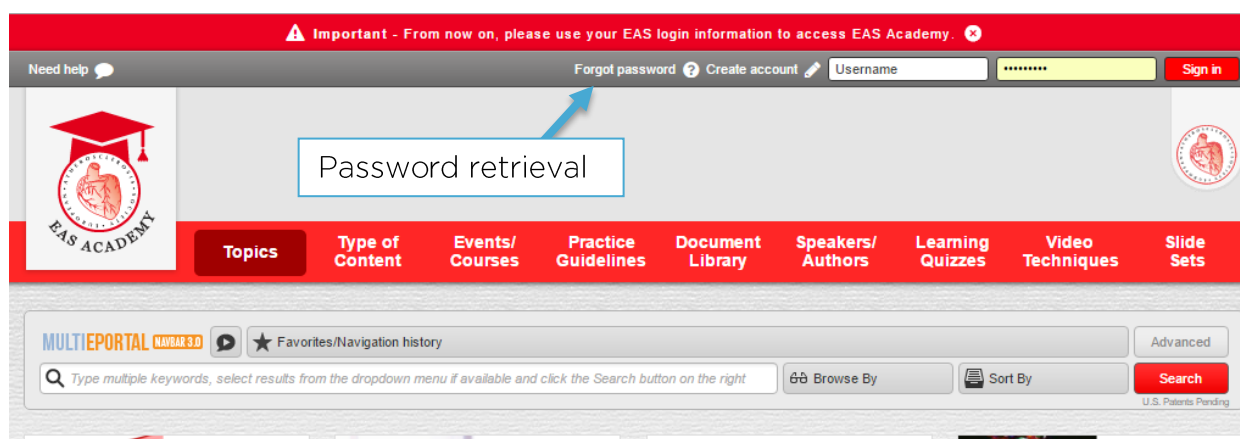 Important - From now on, please use your EAS login information to access EAS Academy.
Need help
Forgot password ? Create account
Username
•••••••••
Sign in
Password retrieval
EAS ACADEMY
Topics
Type of
Content
Events/
Courses
Practice
Guidelines
Document
Library
Speakers/
Authors
Learning
Quizzes
Video
Techniques
Slide
Sets
MULTIEPORTAL NAVBAR 3.0
Favorites/Navigation history
Advanced
Type multiple keywords, select results from the dropdown menu if available and click the Search button on the right
Browse By
Sort By
Search
U.S. Patents Pending